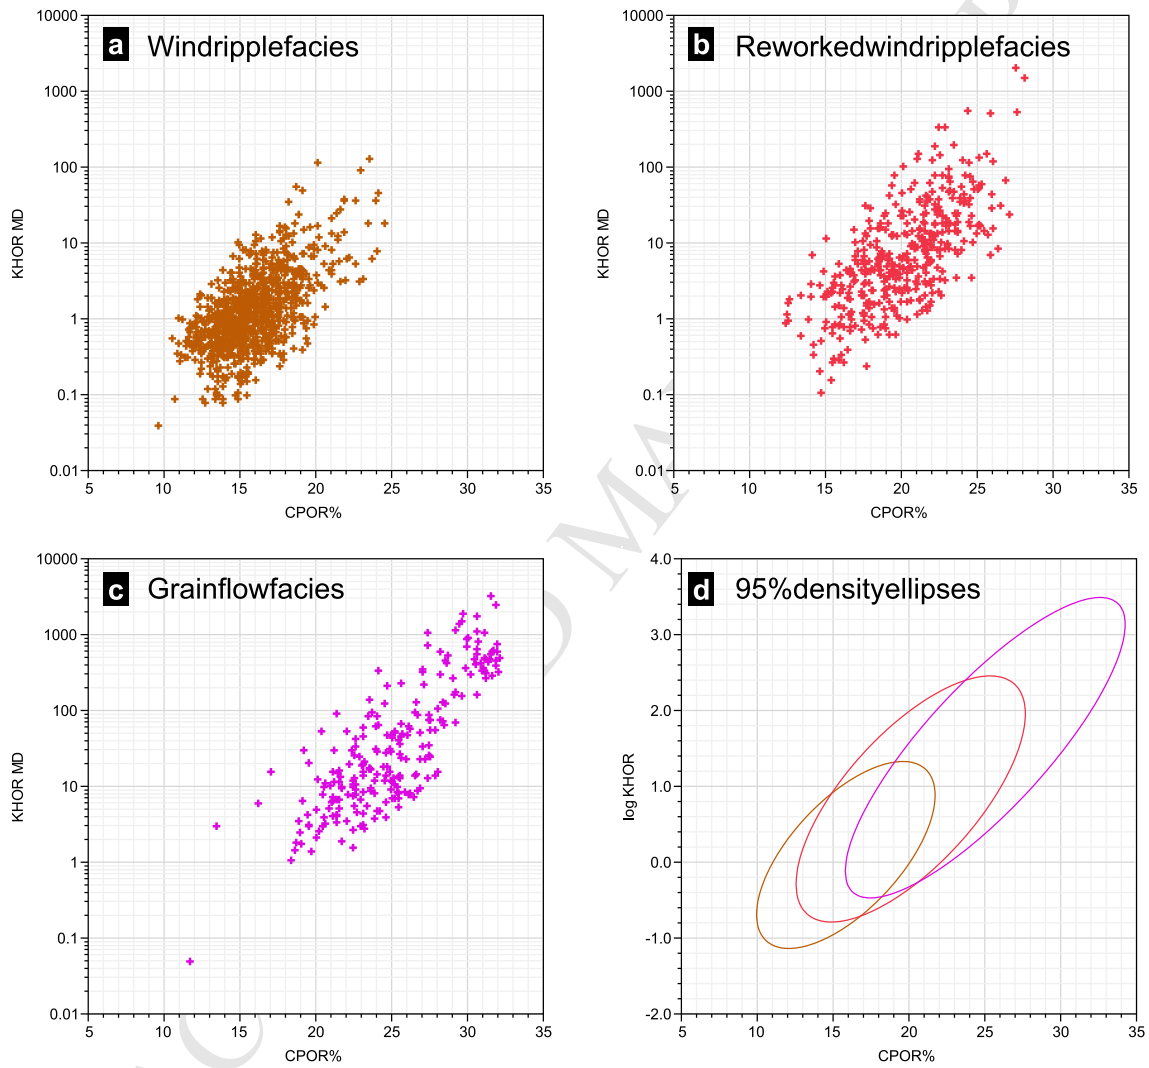 a Windripplefacies
10000
1000
100
10
1
0.1
0.01
KHOR MD
5 10 15 20 25 30 35
CPOR%
b Reworkedwindripplefacies
10000
1000
100
10
1
0.1
0.01
KHOR MD
5 10 15 20 25 30 35
CPOR%
c Grainflowfacies
10000
1000
100
10
1
0.1
0.01
KHOR MD
5 10 15 20 25 30 35
CPOR%
d 95%densityellipses
4.0
3.0
2.0
1.0
0.0
-1.0
-2.0
log KHOR
5 10 15 20 25 30 35
CPOR%